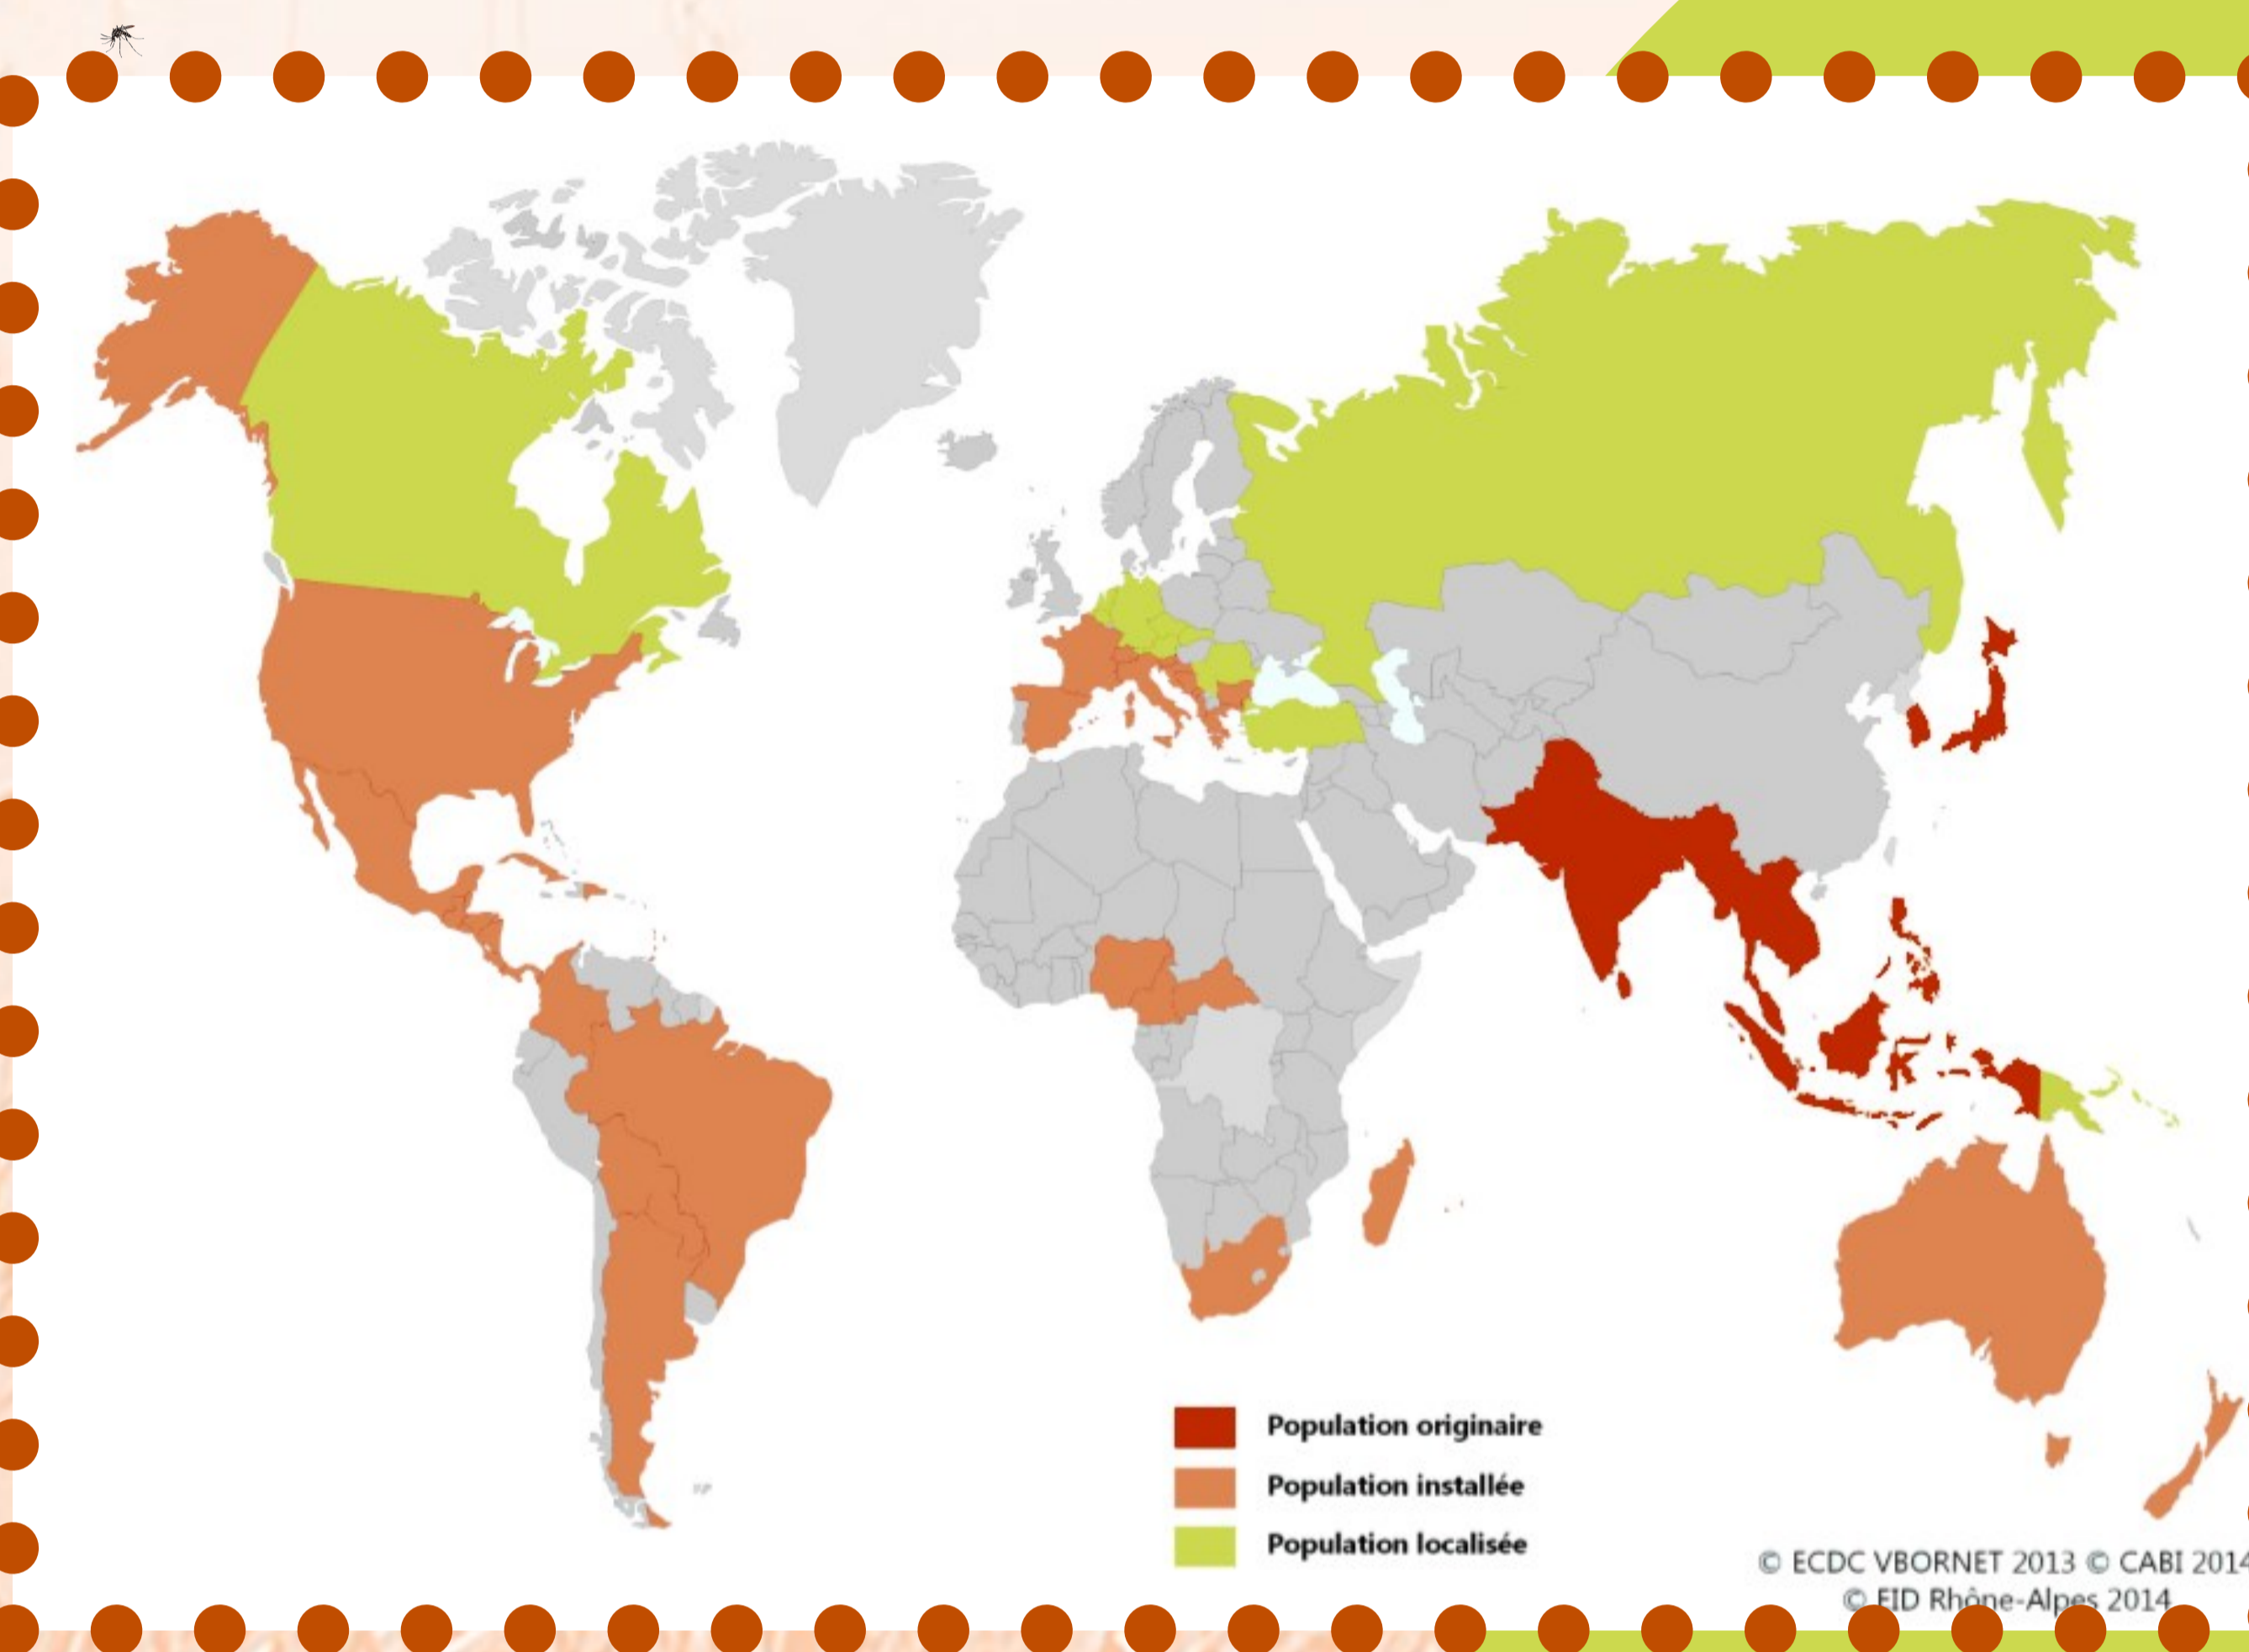 Population originaire
Population installée
Population localisée
© ECDC VBORNET 2013 © CABI 2014
© EID Rhône-Alpes 2014